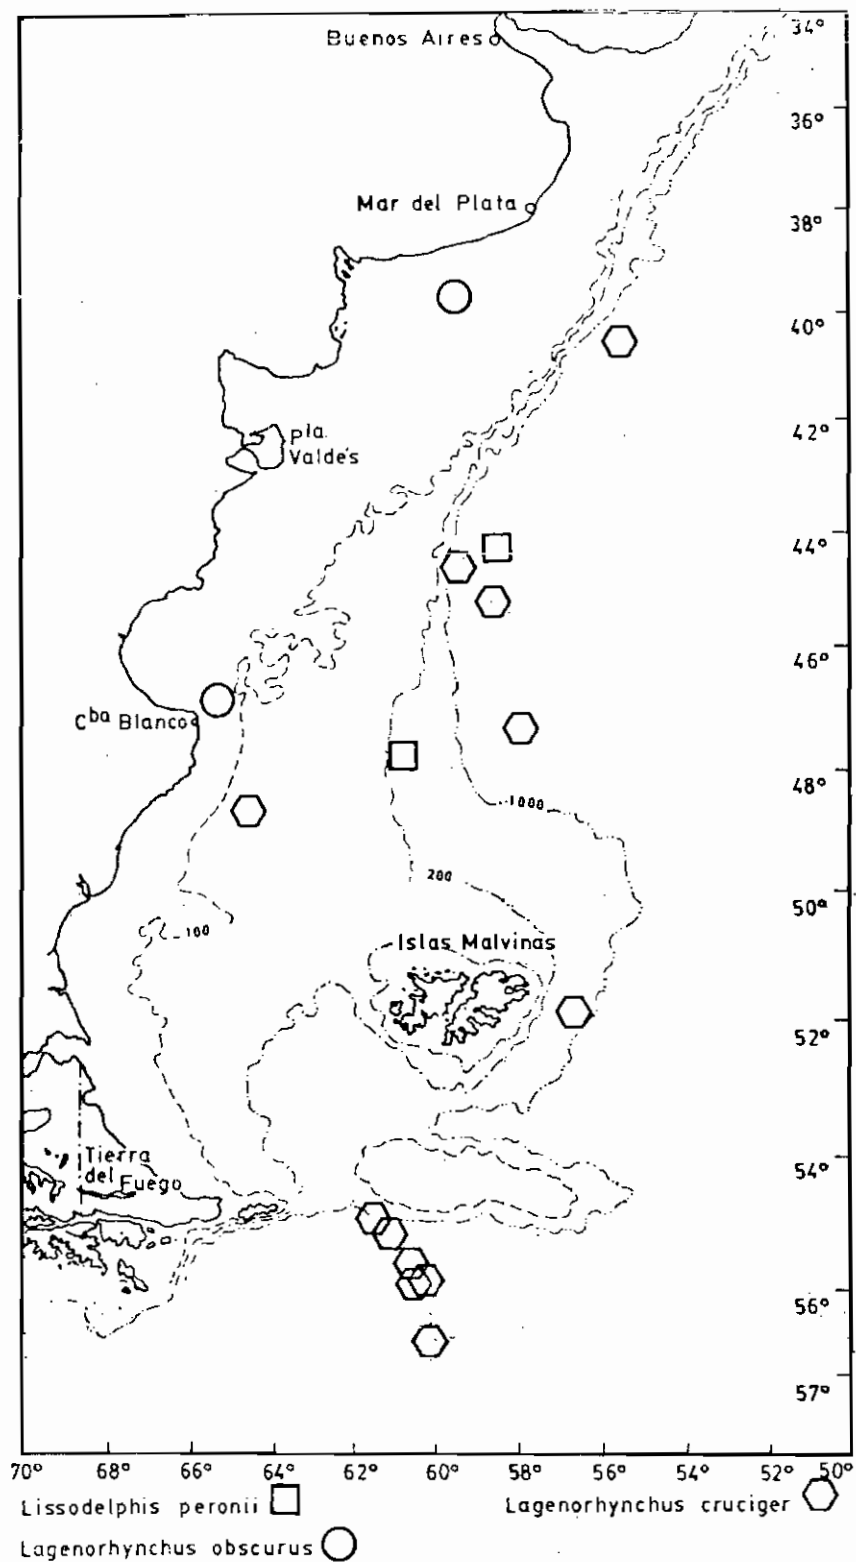 34°
Buenos Aires
36°
Mar del Plata
38°
40°
42°
Pla.
Valdés
44°
46°
Cba Blanco
48°
1000
200
50°
100
Islas Malvinas
52°
54°
Tierra
del Fuego
56°
57°
70° 68° 66° 64° 62° 60° 58° 56° 54° 52° 50°
Lissodelphis peronii
Lagenorhynchus cruciger
Lagenorhynchus obscurus